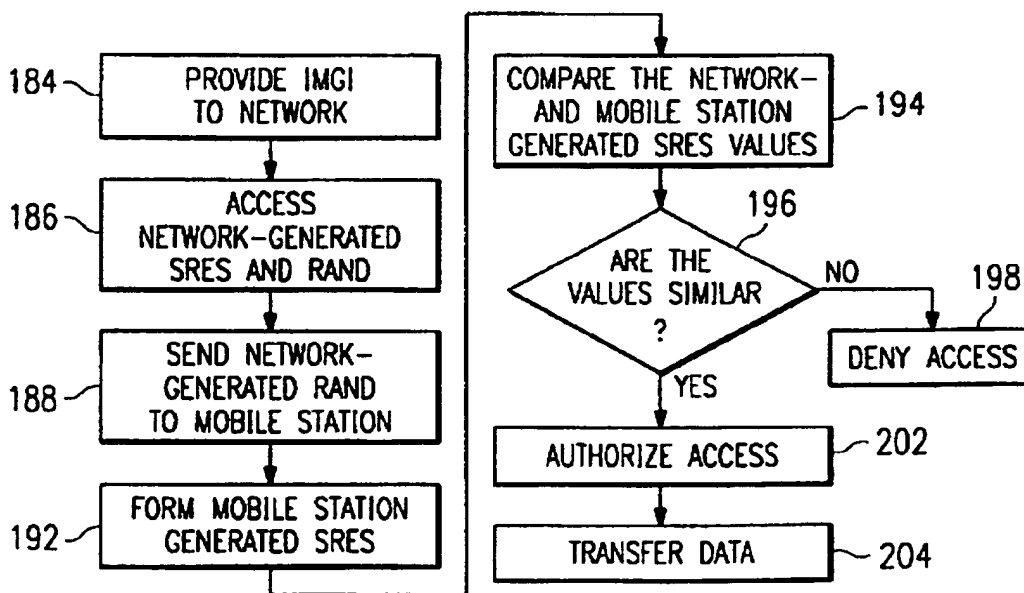 184
PROVIDE IMGI
TO NETWORK
186
ACCESS
NETWORK-GENERATED
SRES AND RAND
188
SEND NETWORK-
GENERATED RAND
TO MOBILE STATION
192
FORM MOBILE STATION
GENERATED SRES
COMPARE THE NETWORK-
AND MOBILE STATION
GENERATED SRES VALUES
194
196
ARE THE
VALUES SIMILAR
?
NO
198
DENY ACCESS
YES
AUTHORIZE ACCESS
202
TRANSFER DATA
204